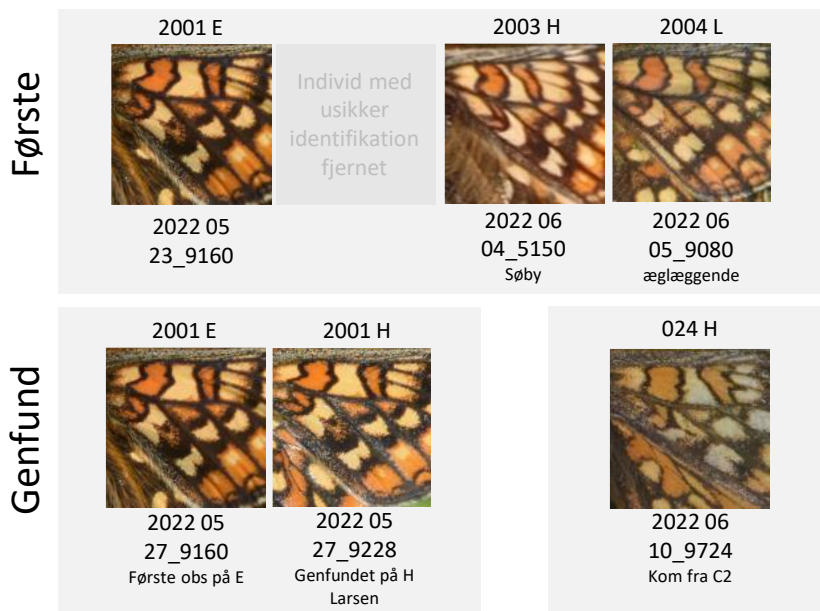 Første
2001 E
2003 H
2004 L
Individ med
usikker
identifikation
fjernet
2022 05
23_9160
2022 06
04_5150
Søby
2022 06
05_9080
æglæggende
Genfund
2001 E
2001 H
024 H
2022 05
27_9160
Første obs på E
2022 05
27_9228
Genfundet på H
Larsen
2022 06
10_9724
Kom fra C2